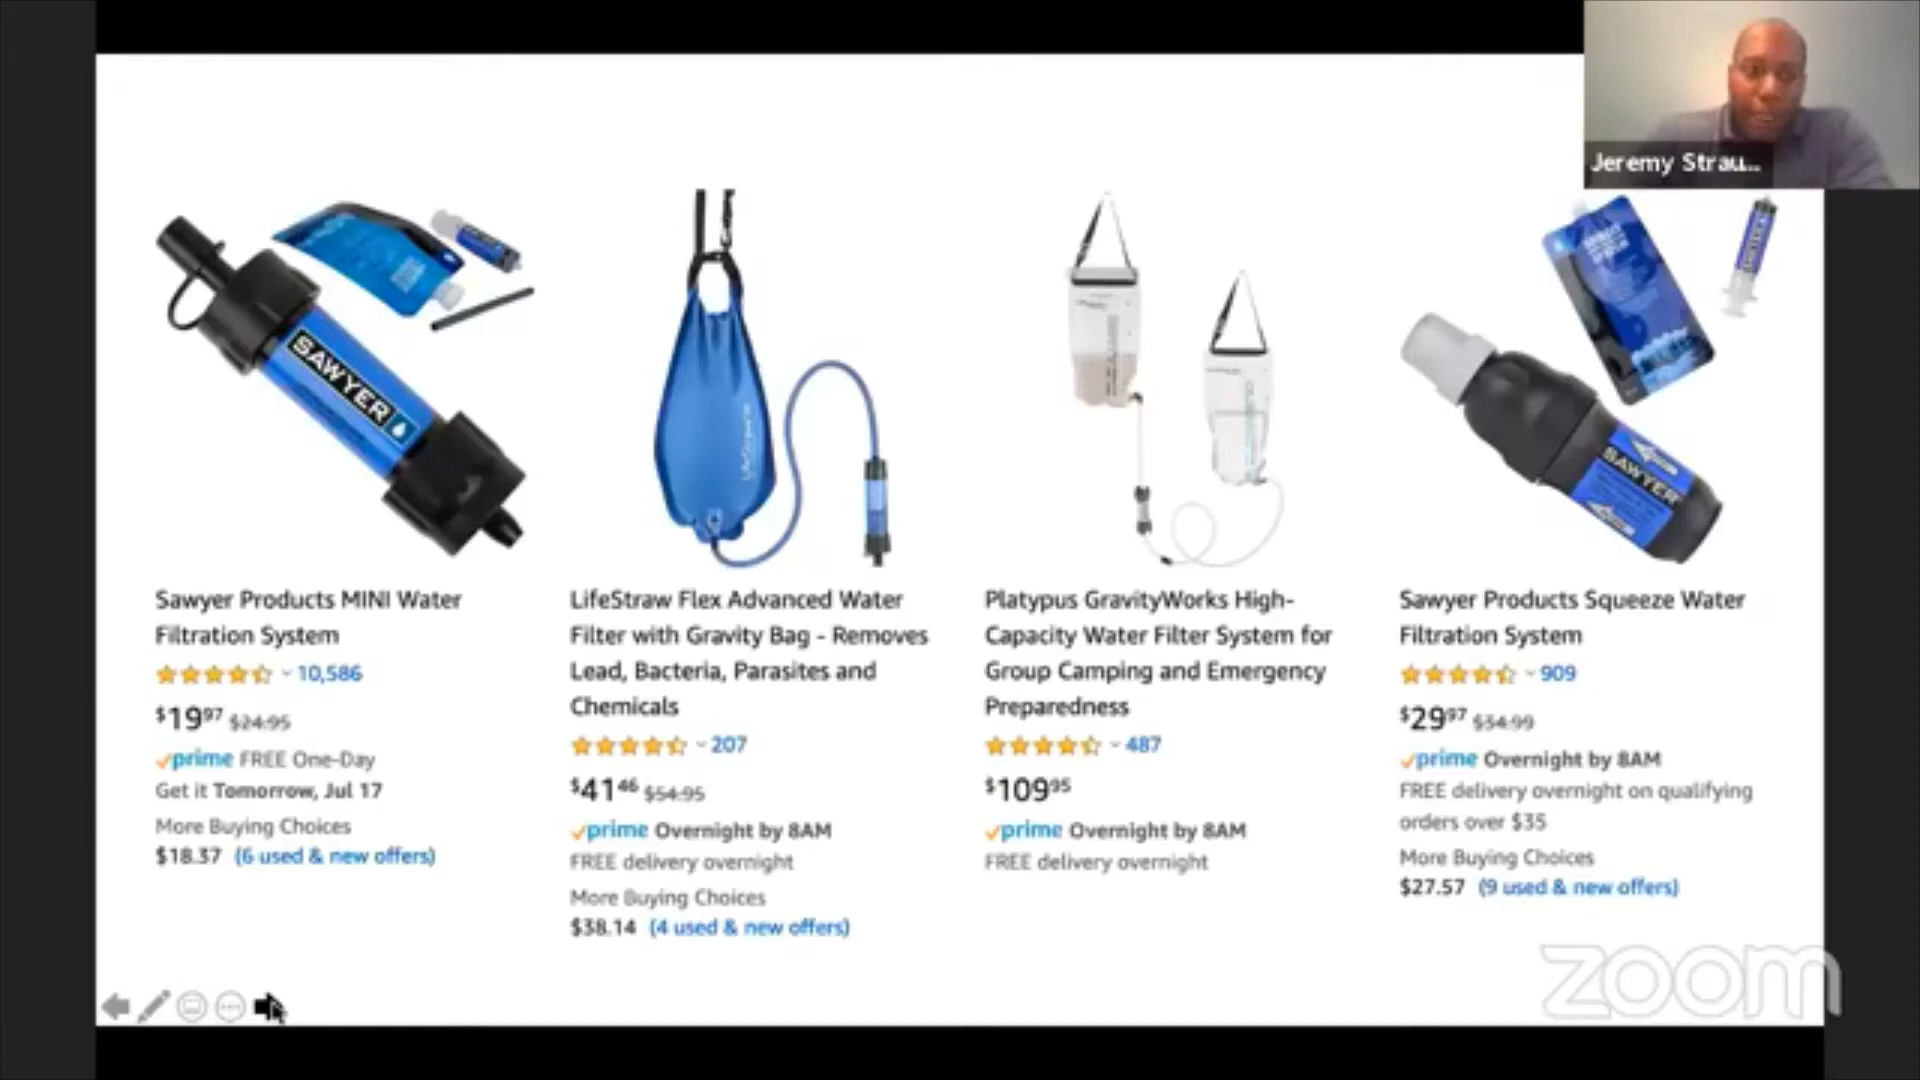 Jeremy Strau...
SAWYER
SAWYER
Sawyer Products MINI Water
Filtration System
10,586
$19.97 $24.95
prime FREE One-Day
Get it Tomorrow, Jul 17
More Buying Choices
$18.37 (6 used & new offers)
LifeStraw Flex Advanced Water
Filter with Gravity Bag - Removes
Lead, Bacteria, Parasites and
Chemicals
207
$41.46 $54.95
prime Overnight by 8AM
FREE delivery overnight
More Buying Choices
$38.14 (4 used & new offers)
Platypus GravityWorks High-
Capacity Water Filter System for
Group Camping and Emergency
Preparedness
487
$109.95
prime Overnight by 8AM
FREE delivery overnight
Sawyer Products Squeeze Water
Filtration System
909
$29.97 $34.99
prime Overnight by 8AM
FREE delivery overnight on qualifying
orders over $35
More Buying Choices
$27.57 (9 used & new offers)
zoom